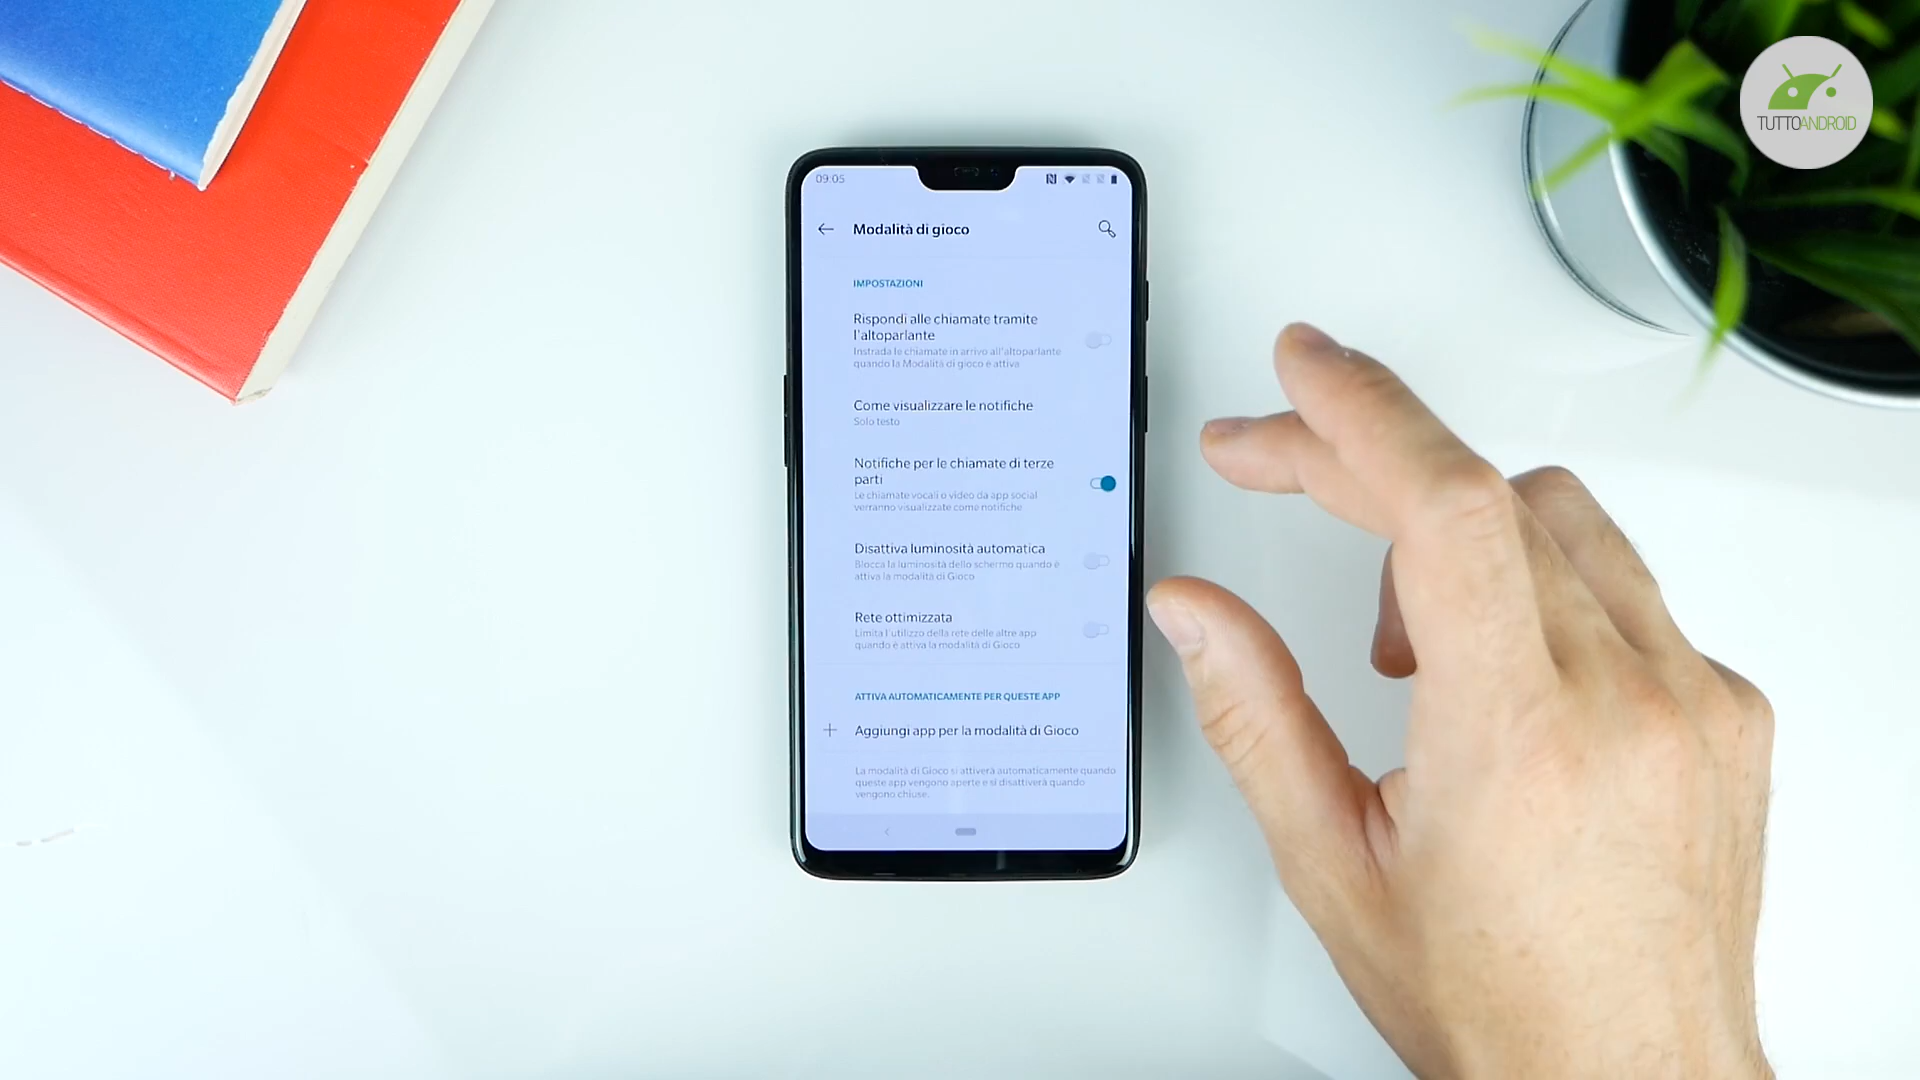 TUTTOANDROID
09:05
Modalità di gioco
IMPOSTAZIONI
Rispondi alle chiamate tramite
l'altoparlante
Instrada le chiamate in arrivo all'altoparlante
quando la Modalità di gioco è attiva
Come visualizzare le notifiche
Solo testo
Notifiche per le chiamate di terze
parti
Le chiamate vocali o video da app social
verranno visualizzate come notifiche
Disattiva luminosità automatica
Blocca la luminosità dello schermo quando è
attiva la modalità di Gioco
Rete ottimizzata
Limita l'utilizzo della rete delle altre app
quando è attiva la modalità di Gioco
ATTIVA AUTOMATICAMENTE PER QUESTE APP
Aggiungi app per la modalità di Gioco
La modalità di Gioco si attiverà automaticamente quando
queste app vengono aperte e si disattiverà quando
vengono chiuse.